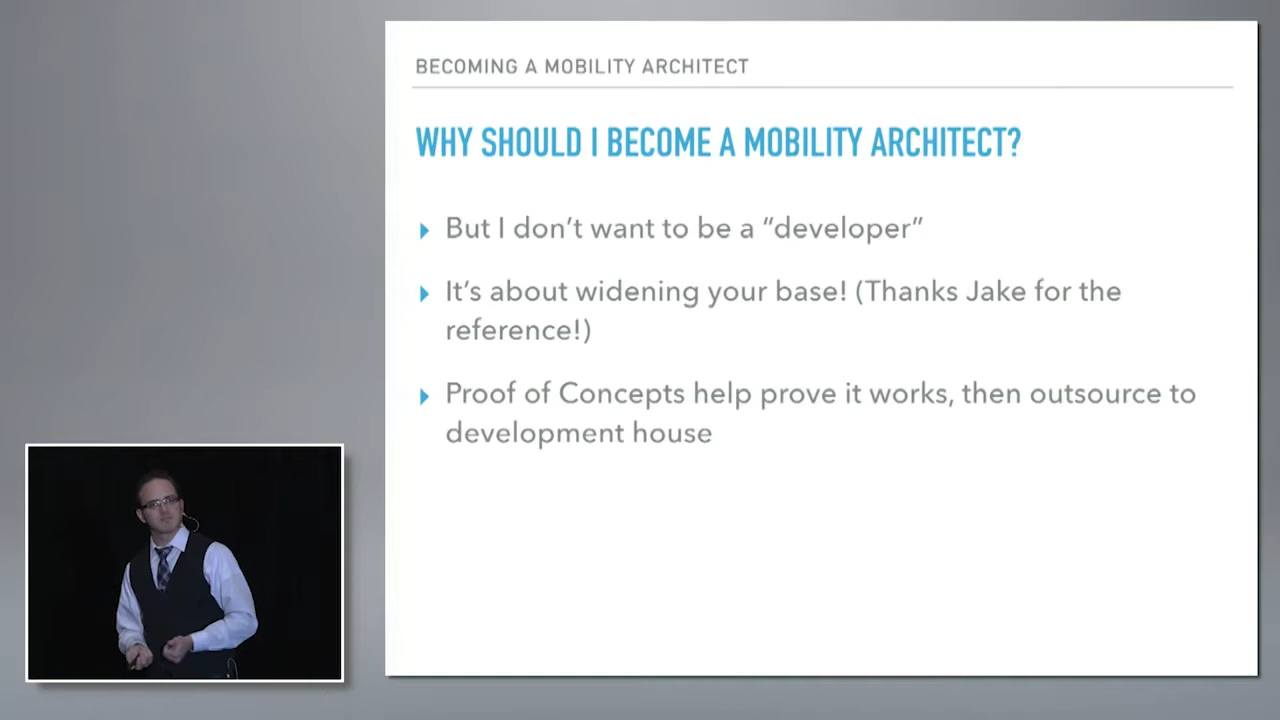 BECOMING A MOBILITY ARCHITECT
WHY SHOULD I BECOME A MOBILITY ARCHITECT?
But I don’t want to be a “developer”
It’s about widening your base! (Thanks Jake for the
reference!)
Proof of Concepts help prove it works, then outsource to
development house